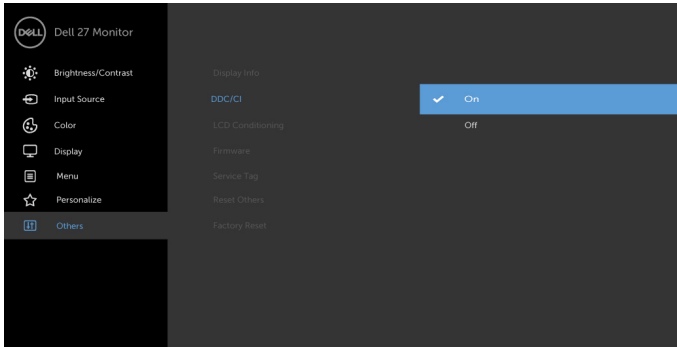 DELL
Dell 27 Monitor
Brightness/Contrast
Input Source
Color
Display
Menu
Personalize
Others
Display Info
DDC/CI
LCD Conditioning
Firmware
Service Tag
Reset Others
Factory Reset
On
Off